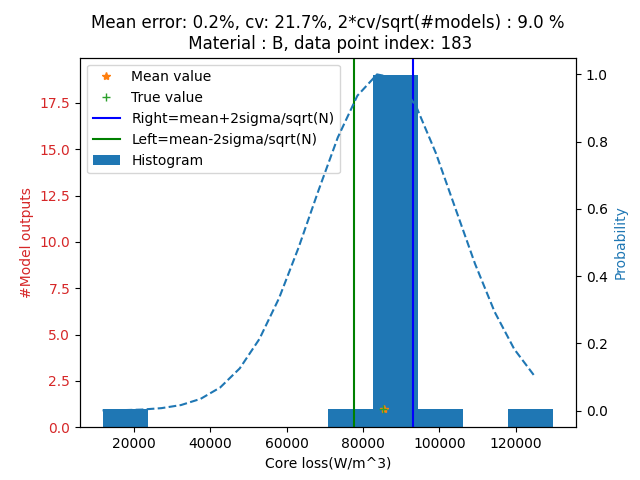 Mean error: 0.2%, cv: 21.7%, 2*cv/sqrt(#models) : 9.0 %
Material : B, data point index: 183
Mean value
True value
Right=mean+2sigma/sqrt(N)
Left=mean-2sigma/sqrt(N)
Histogram
#Model outputs
17.5
15.0
12.5
10.0
7.5
5.0
2.5
0.0
1.0
0.8
0.6
0.4
0.2
0.0
Probability
20000 40000 60000 80000 100000 120000
Core loss(W/m^3)